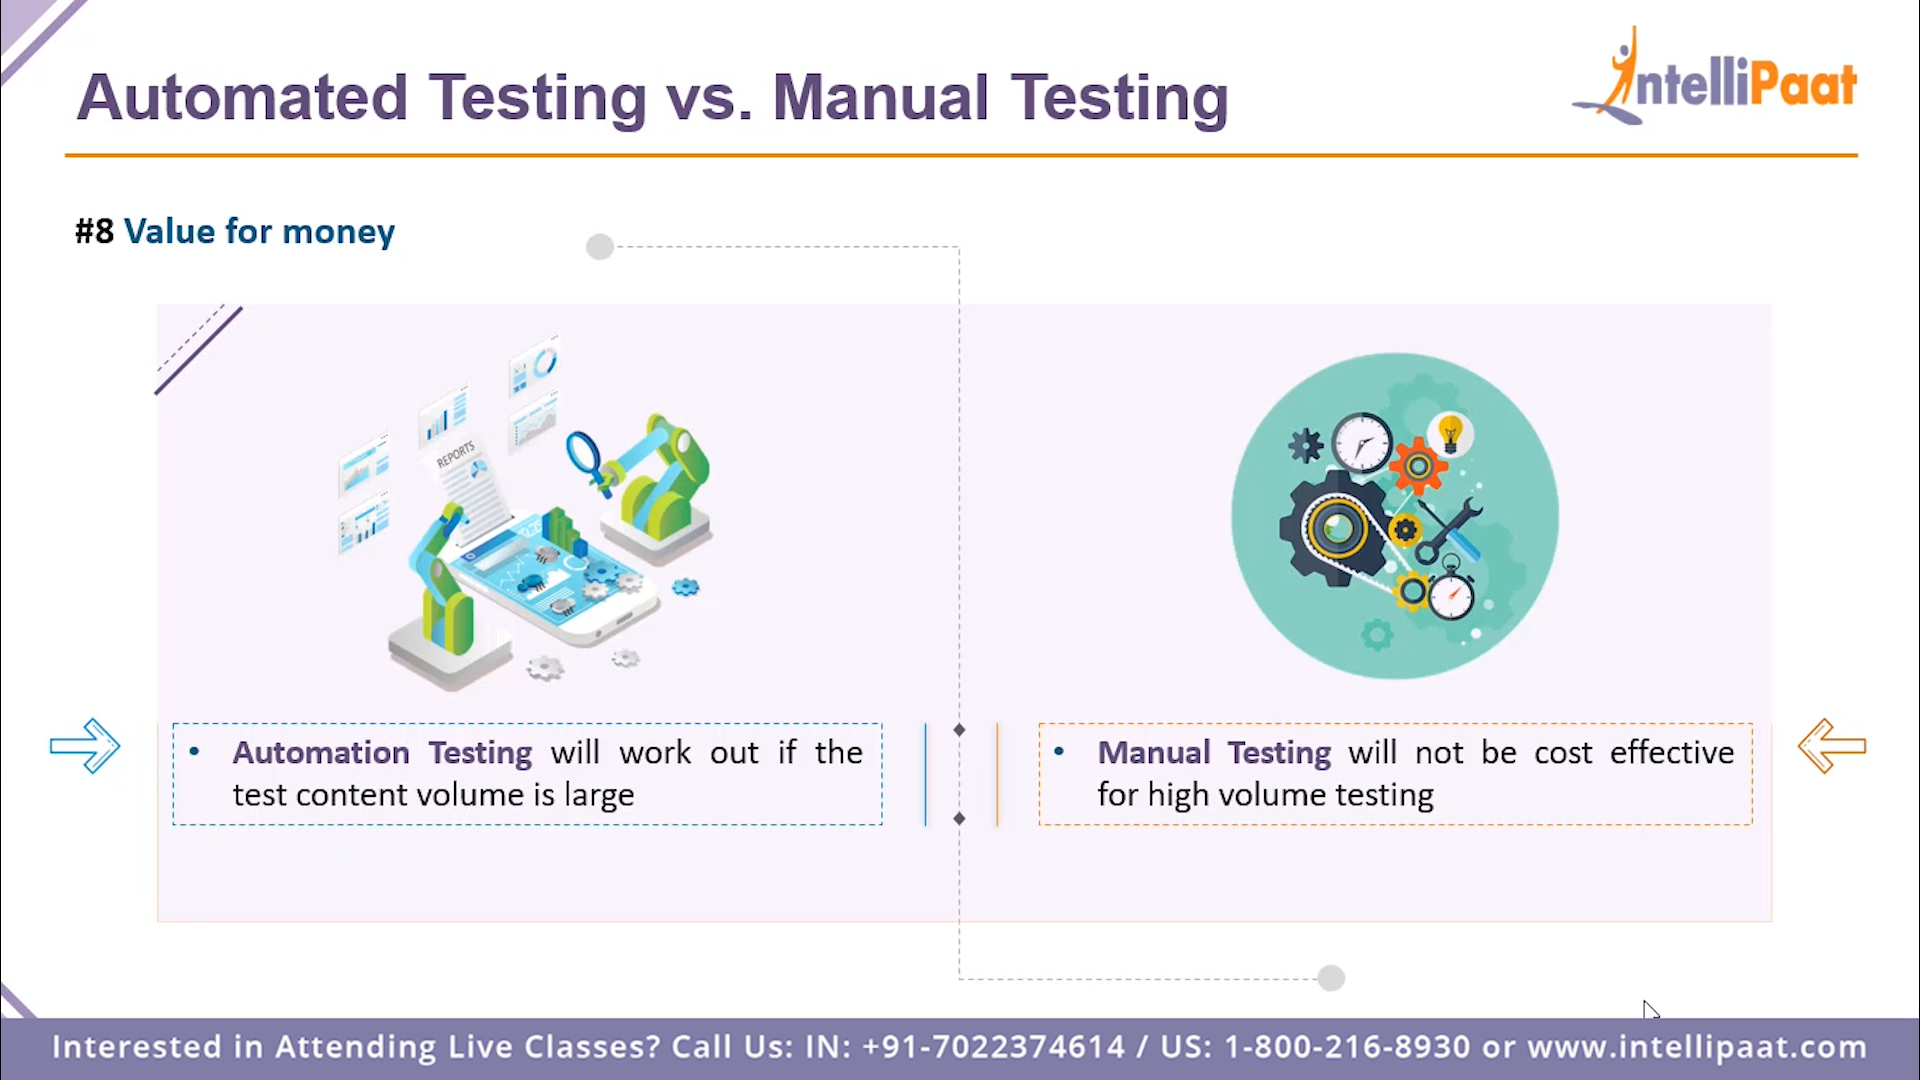 Automated Testing vs. Manual Testing
IntelliPaat
#8 Value for money
REPORTS
• Automation Testing will work out if the
test content volume is large
• Manual Testing will not be cost effective
for high volume testing
Interested in Attending Live Classes? Call Us: IN: +91-7022374614 / US: 1-800-216-8930 or www.intellipaat.com